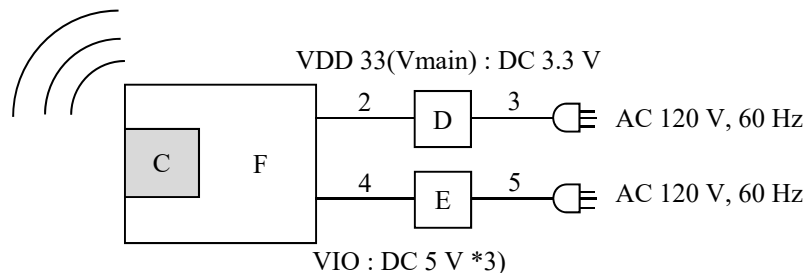 VDD 33(Vmain) : DC 3.3 V
2 D 3 AC 120 V, 60 Hz
C F
4 E 5 AC 120 V, 60 Hz
VIO : DC 5 V *3)